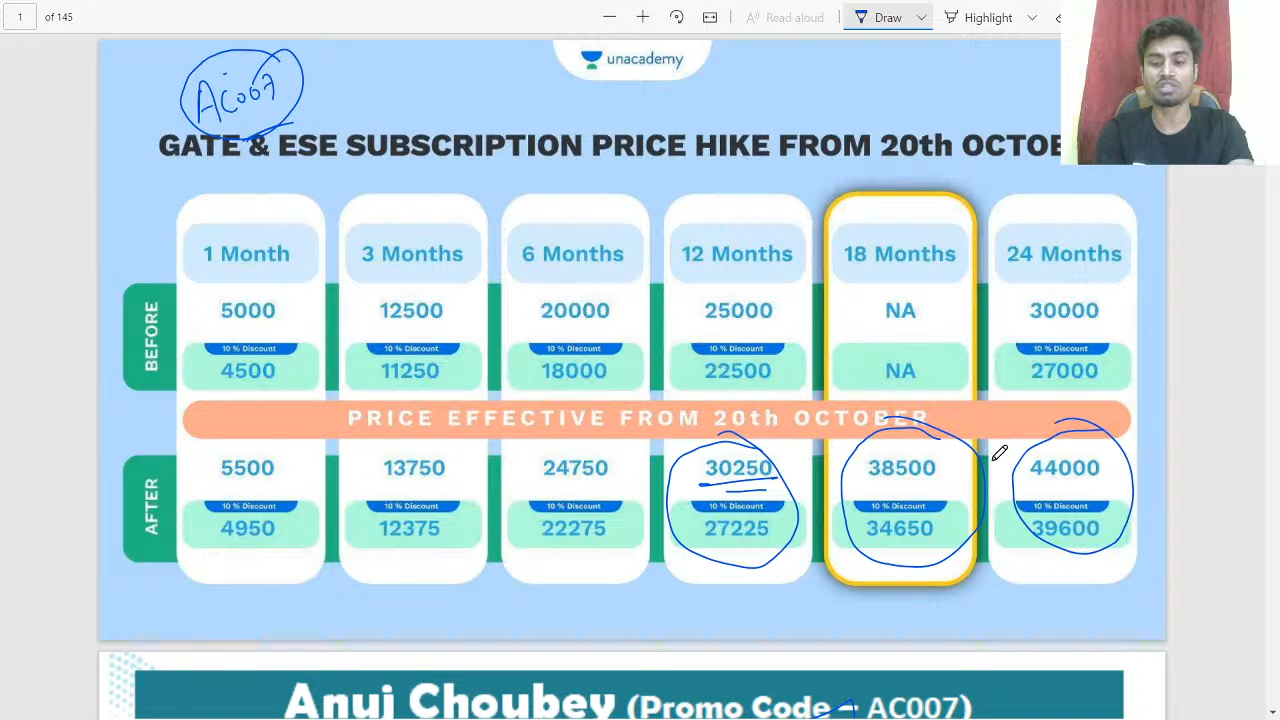 1 of 145
Read aloud
Draw
Highlight
unacademy
AC007
GATE & ESE SUBSCRIPTION PRICE HIKE FROM 20th OCTOBE
1 Month 3 Months 6 Months 12 Months 18 Months 24 Months
BEFORE
5000 12500 20000 25000 NA 30000
10 % Discount 10 % Discount 10 % Discount 10 % Discount 10 % Discount
4500 11250 18000 22500 NA 27000
PRICE EFFECTIVE FROM 20th OCTOBER
AFTER
5500 13750 24750 30250 38500 44000
10 % Discount 10 % Discount 10 % Discount 10 % Discount 10 % Discount 10 % Discount
4950 12375 22275 27225 34650 39600
Anuj Choubey (Promo Code – AC007)